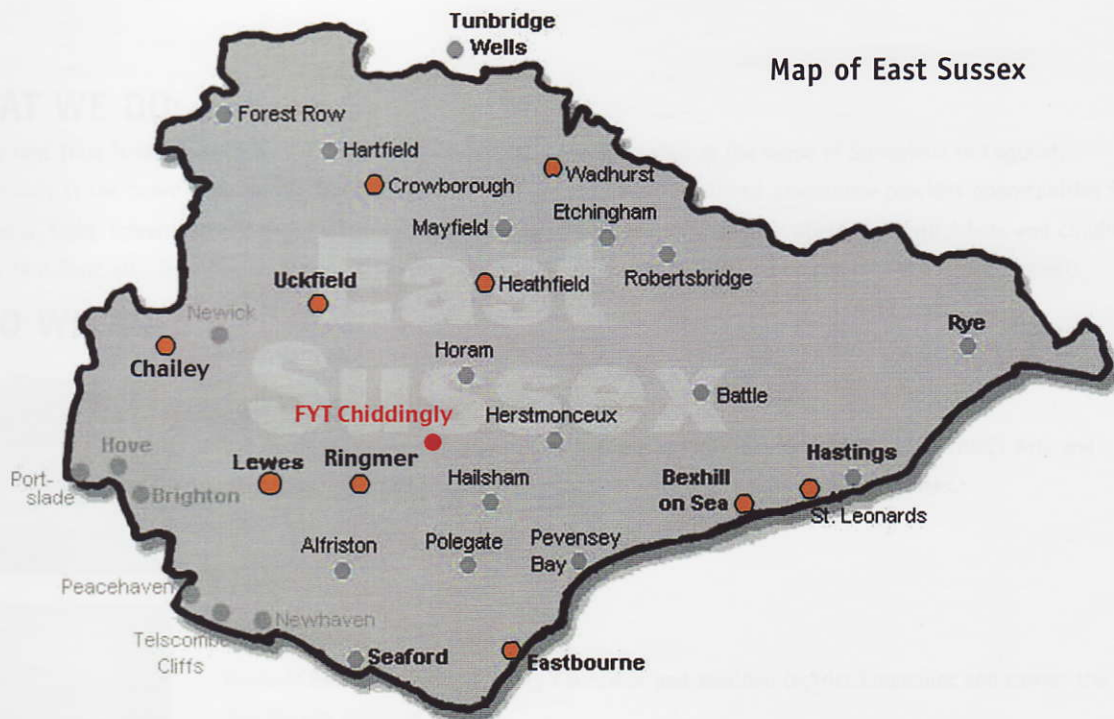 Tunbridge
Wells
Map of East Sussex
Forest Row
Hartfield
Crowborough
Wadhurst
Etchingham
Mayfield
Robertsbridge
East
Sussex
Uckfield
Heathfield
Newick
Rye
Chailey
Horam
Battle
FYT Chiddingly
Herstmonceux
Hove
Port-
slade
Brighton
Lewes
Ringmer
Hailsham
Bexhill
on Sea
Hastings
St. Leonards
Alfriston
Polegate
Pevensey
Bay
Peacehaven
Newhaven
Telscombe
Cliffs
Seaford
Eastbourne